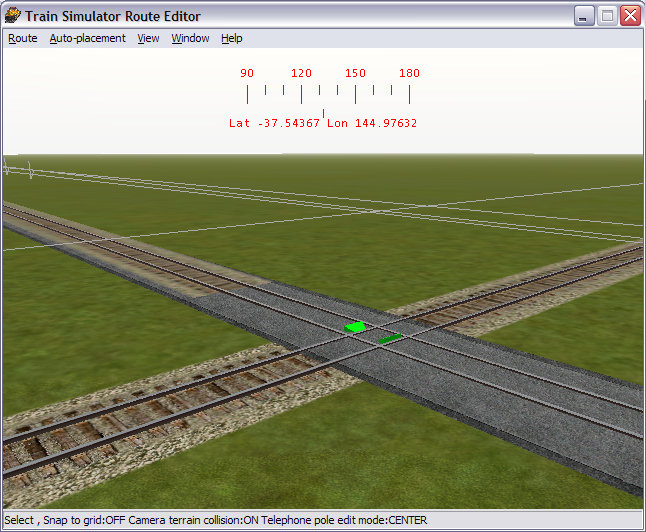 Train Simulator Route Editor
Route Auto-placement View Window Help
90 120 150 180
Lat -37.54367 Lon 144.97632
Select , Snap to grid:OFF Camera terrain collision:ON Telephone pole edit mode:CENTER